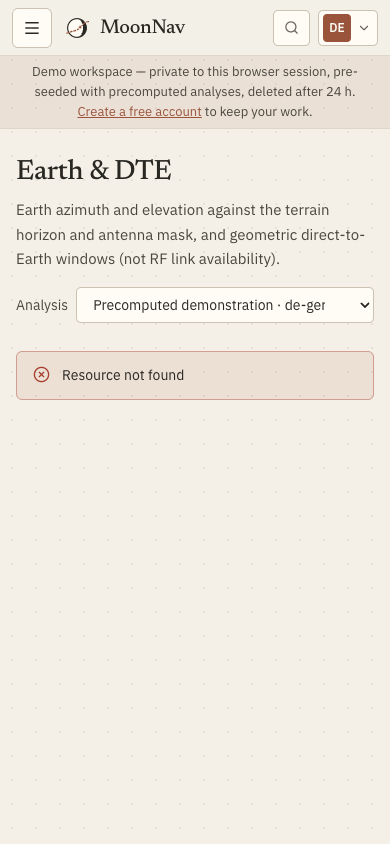 MoonNav
DE
Demo workspace — private to this browser session, pre-
seeded with precomputed analyses, deleted after 24 h.
Create a free account to keep your work.
Earth & DTE
Earth azimuth and elevation against the terrain
horizon and antenna mask, and geometric direct-to-
Earth windows (not RF link availability).
Analysis
Precomputed demonstration · de-ger
Resource not found